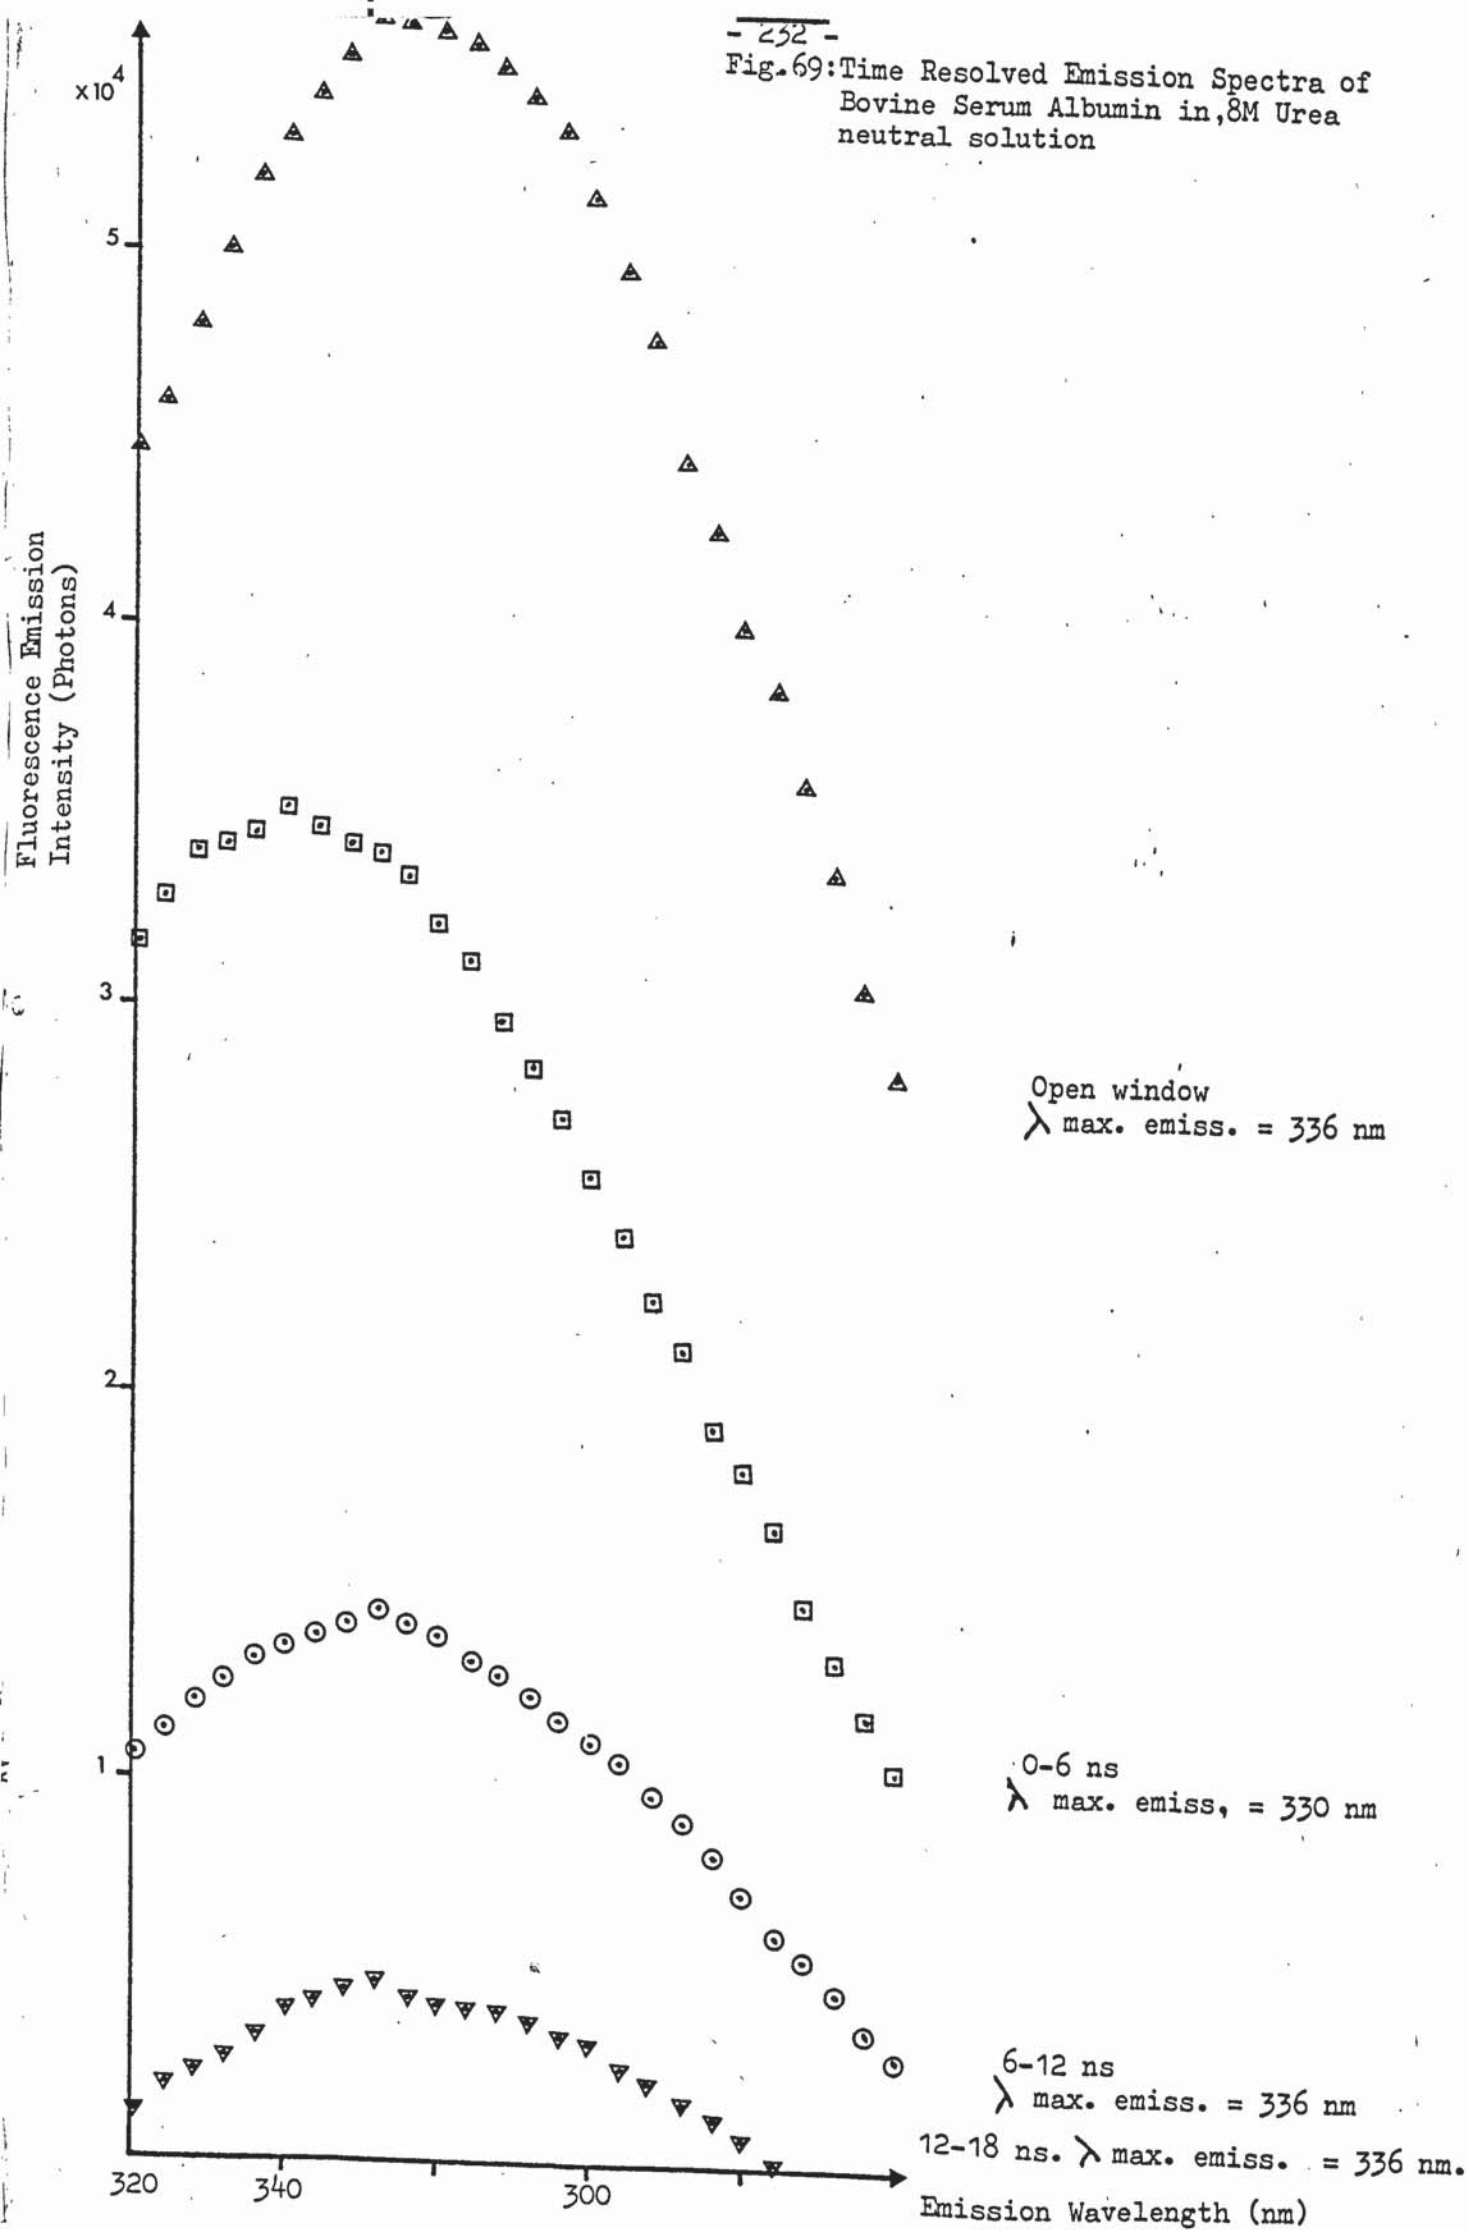 - 232 -
Fig.69:Time Resolved Emission Spectra of
Bovine Serum Albumin in,8M Urea
neutral solution
x10⁴
5
4
3
2
1
Fluorescence Emission
Intensity (Photons)
Open window
λ max. emiss. = 336 nm
0-6 ns
λ max. emiss, = 330 nm
6-12 ns
λ max. emiss. = 336 nm
12-18 ns. λ max. emiss. = 336 nm.
320 340 300
Emission Wavelength (nm)